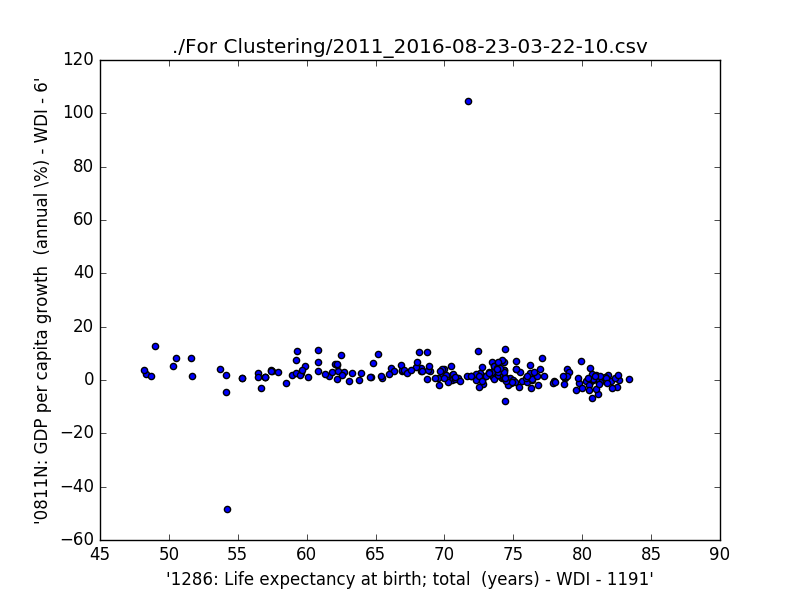 ./For Clustering/2011_2016-08-23-03-22-10.csv
120
100
80
60
40
20
0
−20
−40
−60
'0811N: GDP per capita growth  (annual \%) - WDI - 6'
45 50 55 60 65 70 75 80 85 90
'1286: Life expectancy at birth; total  (years) - WDI - 1191'